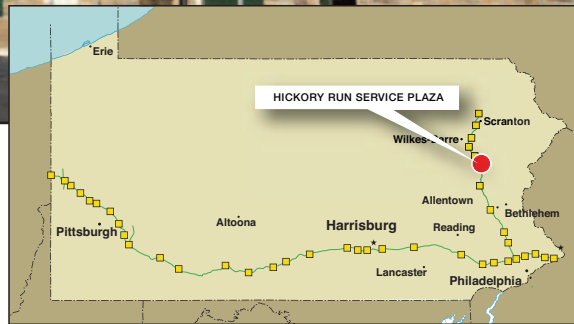 Erie
HICKORY RUN SERVICE PLAZA
Scranton
Wilkes-Barre
Allentown
Bethlehem
Altoona
Harrisburg
Reading
Pittsburgh
Lancaster
Philadelphia